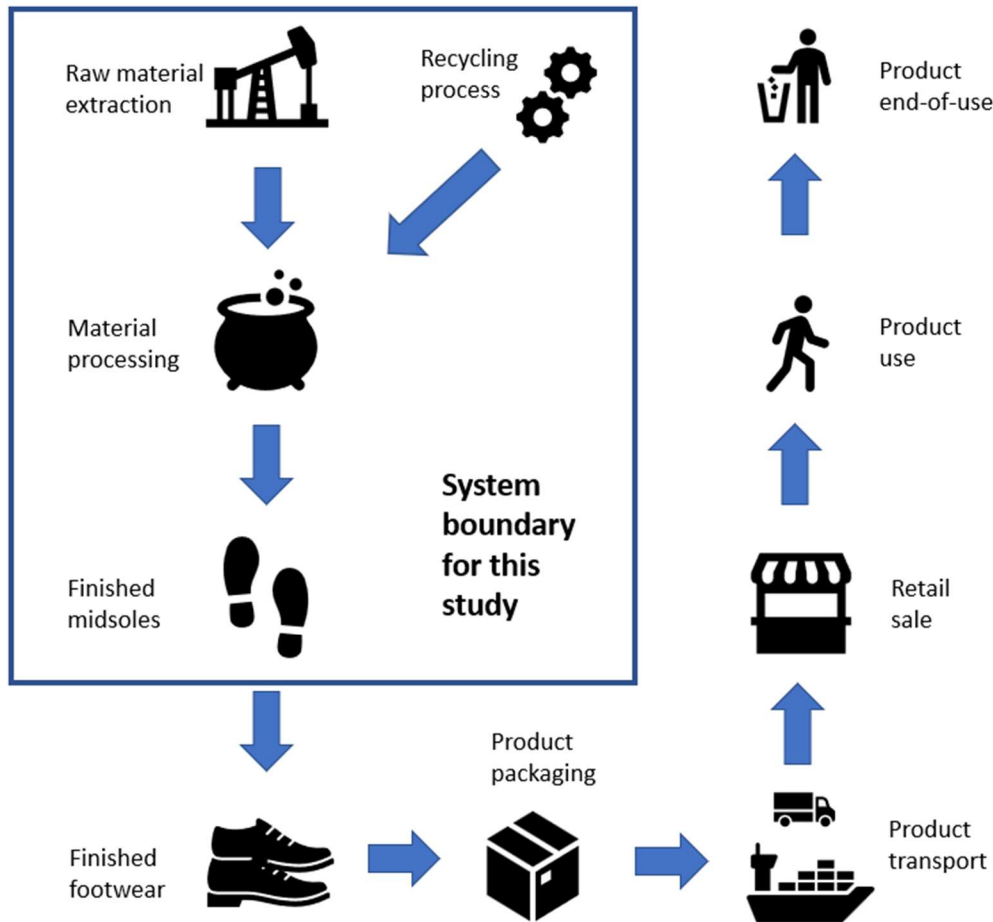 Raw material
extraction
Recycling
process
Product
end-of-use
Material
processing
Product
use
System
boundary
for this
study
Finished
midsoles
Retail
sale
Product
packaging
Finished
footwear
Product
transport